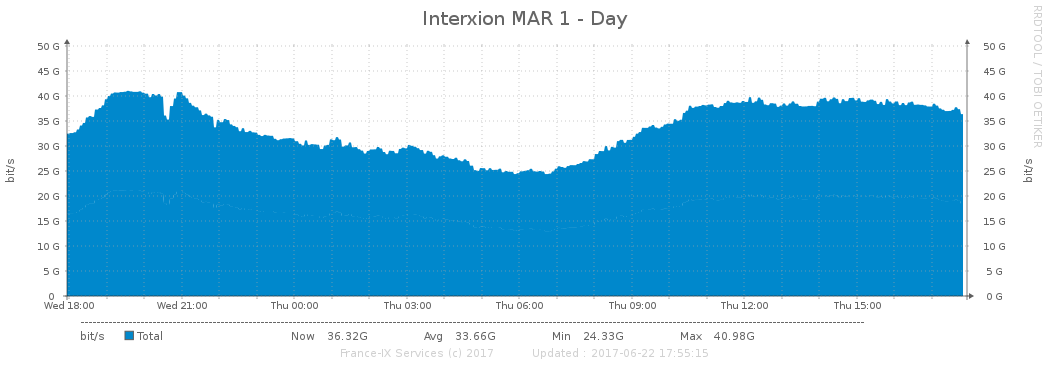 Interxion MAR 1 - Day
RRDTOOL / TOBI OETIKER
50 G 50 G
45 G 45 G
40 G 40 G
35 G 35 G
30 G 30 G
25 G 25 G
20 G 20 G
15 G 15 G
10 G 10 G
5 G 5 G
0 0 G
bit/s bit/s
Wed 18:00 Wed 21:00 Thu 00:00 Thu 03:00 Thu 06:00 Thu 09:00 Thu 12:00 Thu 15:00
bit/s Total Now 36.32G Avg 33.66G Min 24.33G Max 40.98G
France-IX Services (c) 2017 Updated : 2017-06-22 17:55:15